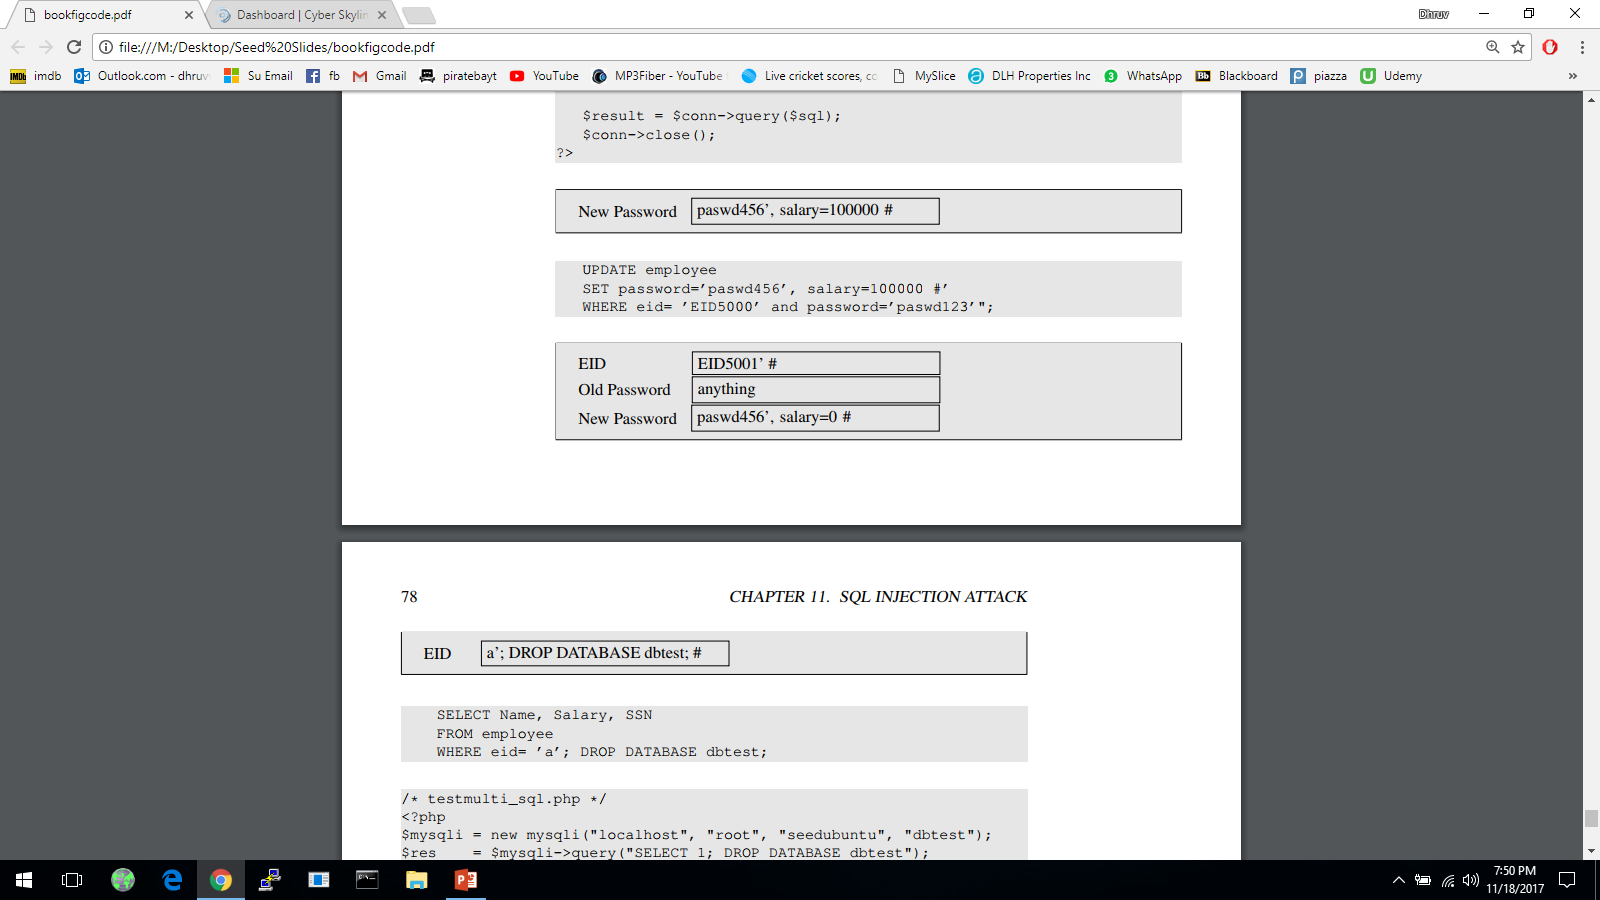 bookfigcode.pdf
Dashboard | Cyber Skylin
Dhruv
file:///M:/Desktop/Seed%20Slides/bookfigcode.pdf
IMDb imdb Outlook.com - dhruv Su Email fb Gmail piratebayt YouTube MP3Fiber - YouTube Live cricket scores, co MySlice DLH Properties Inc 3 WhatsApp Bb Blackboard piazza Udemy »
$result = $conn->query($sql);
$conn->close();
?>
New Password paswd456’, salary=100000 #
UPDATE employee
SET password=’paswd456’, salary=100000 #’
WHERE eid= ’EID5000’ and password=’paswd123’";
EID EID5001’ #
Old Password anything
New Password paswd456’, salary=0 #
78 CHAPTER 11. SQL INJECTION ATTACK
EID a’; DROP DATABASE dbtest; #
SELECT Name, Salary, SSN
FROM employee
WHERE eid= ’a’; DROP DATABASE dbtest;
/* testmulti_sql.php */
<?php
$mysqli = new mysqli("localhost", "root", "seedubuntu", "dbtest");
$res = $mysqli->query("SELECT 1; DROP DATABASE dbtest");
7:50 PM
11/18/2017